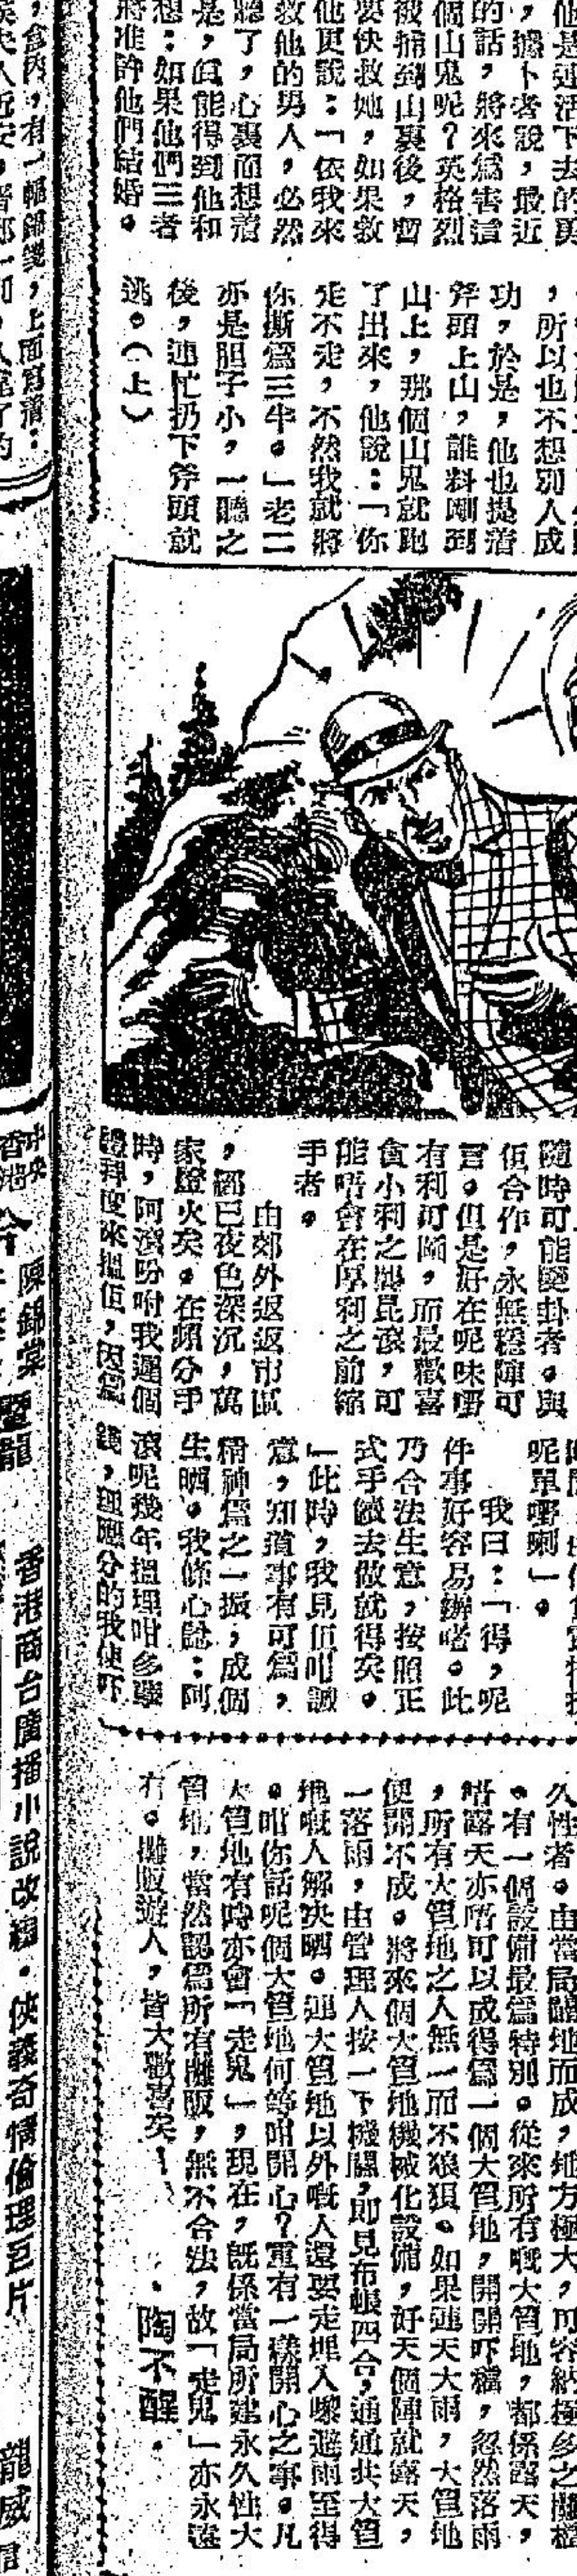 他是運活下去的勇
，據卜者說，最近
的話，將來爲害這
個山鬼呢？英格烈
被捕到山裏後，曾
要快救她，如果救
他更說：「依我來
救他的男人，必然
聽了，心裏面想着
是，眞能得到他和
想：如果他們三者
將准許他們結婚。
，所以也不想別人成
功，於是，他也提着
斧頭上山，誰料剛到
山上，那個山鬼就跑
了出來，他說：「你
走不走，不然我就將
你撕爲三牛。」老二
亦是胆子小，一聽之
後，連忙扔下斧頭就
逃。（上）
隨時可能變卦者。與
佢合作，永無穩陣可
言。但是好在呢味嘢
有利可圖，而最歡喜
貪小利之
能唔會在厚利之前縮
手者。
由郊外返返市區
，經已夜色深沉，萬
家燈火矣。在臨分手
時，阿濱吩咐我遲個
禮拜度來搵佢，因爲
呢單嘢喇」。
我曰：「得，呢
件事好容易辦啫。此
乃合法生意，按照正
式手續去做就得矣。
」此時，我見佢咁識
意，知道事有可爲，
精神爲之一振，成個
生晒。我條心諗：阿
濱呢幾年搵埋咁多孽
錢，理應分的我使吓
久性者。由當局闢地而成，地方極大，可容納極多之攤檔
。有一個設備最爲特別。從來所有嘅大笪地，都係露天，
唔露天亦唔可以成得爲一個大笪地，開開吓檔，忽然落雨
，所有大笪地之人無一而不狼狽。如果連天大雨，大笪地
便開不成。將來個大笪地機械化設備，好天個陣就露天，
一落雨，由管理人按一下機關，即見布帳四合，通通共大笪
地嘅人解決晒。連大笪地以外嘅人還要走埋入嚟避雨至得
。咁你話呢個大笪地何等咁開心？重有一樣開心之事。凡
大笪地有時亦會「走鬼」，現在，既係當局所建永久性大
笪地，當然認爲所有攤販，無不合法，故「走鬼」亦永遠
冇。攤販遊人，皆大歡喜矣！
・陶不醒・
，盒內，有一幅錦箋，上面寫着：
中央
香港
陳錦棠
龍
香港商台廣播小說改編・俠義奇情倫理巨片
龍威